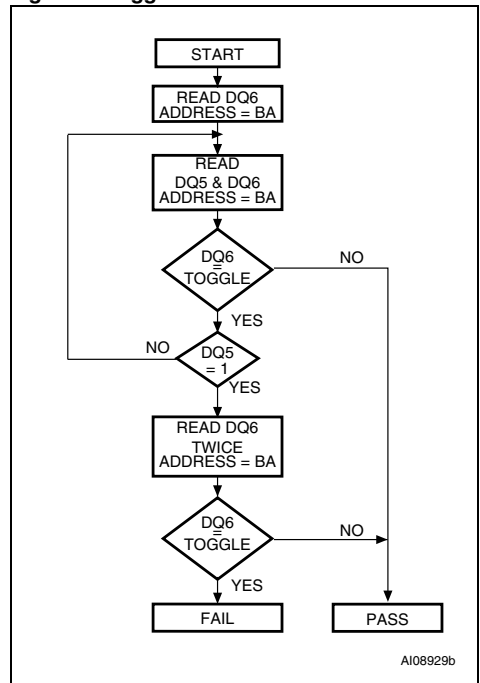 START
READ DQ6
ADDRESS = BA
READ
DQ5 & DQ6
ADDRESS = BA
DQ6
=
TOGGLE
NO
YES
NO
DQ5
= 1
YES
READ DQ6
TWICE
ADDRESS = BA
DQ6
=
TOGGLE
NO
YES
FAIL
PASS
AI08929b